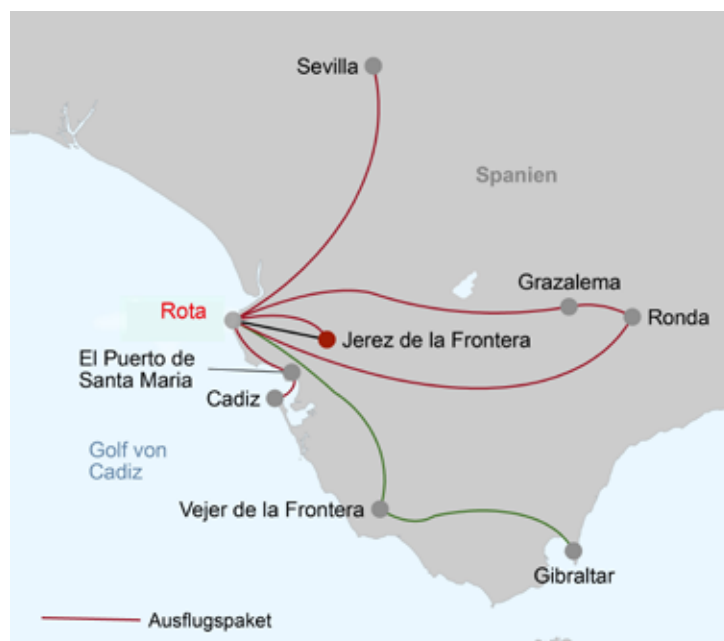 Sevilla
Spanien
Grazalema
Rota
Ronda
Jerez de la Frontera
El Puerto de
Santa Maria
Cadiz
Golf von
Cadiz
Vejer de la Frontera
Gibraltar
Ausflugspaket